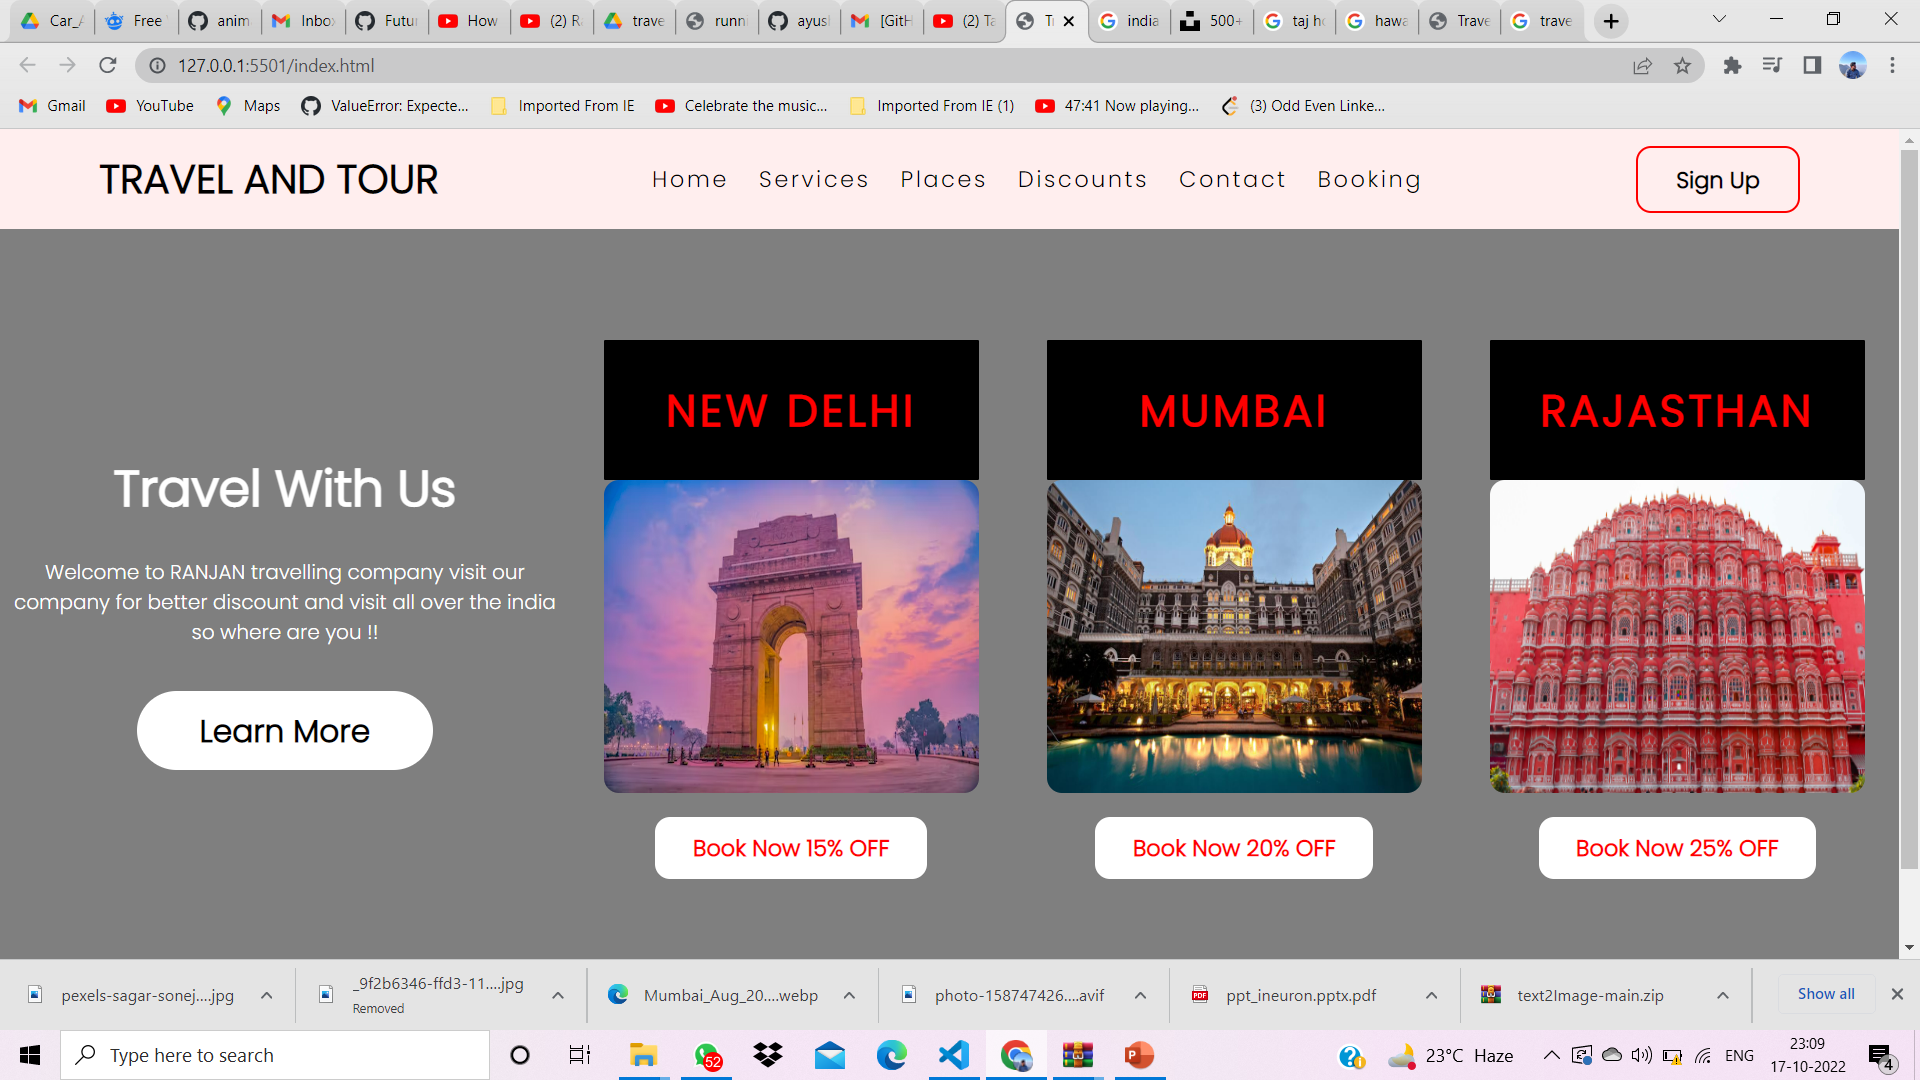 Car_A
Free
anim
Inbo
Futur
How
(2) Ra
trave
runni
ayus
[GitH
(2) Ta
Tr
india
500+
taj ho
hawa
Trave
trave
127.0.0.1:5501/index.html
Gmail
YouTube
Maps
ValueError: Expecte...
Imported From IE
Celebrate the music...
Imported From IE (1)
47:41 Now playing...
(3) Odd Even Linke...
TRAVEL AND TOUR
Home
Services
Places
Discounts
Contact
Booking
Sign Up
NEW DELHI
MUMBAI
RAJASTHAN
Travel With Us
Welcome to RANJAN travelling company visit our
company for better discount and visit all over the india
so where are you !!
Learn More
Book Now 15% OFF
Book Now 20% OFF
Book Now 25% OFF
pexels-sagar-sonej....jpg
_9f2b6346-ffd3-11....jpg
Removed
Mumbai_Aug_20....webp
photo-158747426....avif
PDF
ppt_ineuron.pptx.pdf
text2Image-main.zip
Show all
Type here to search
52
23°C Haze
ENG
23:09
17-10-2022
4